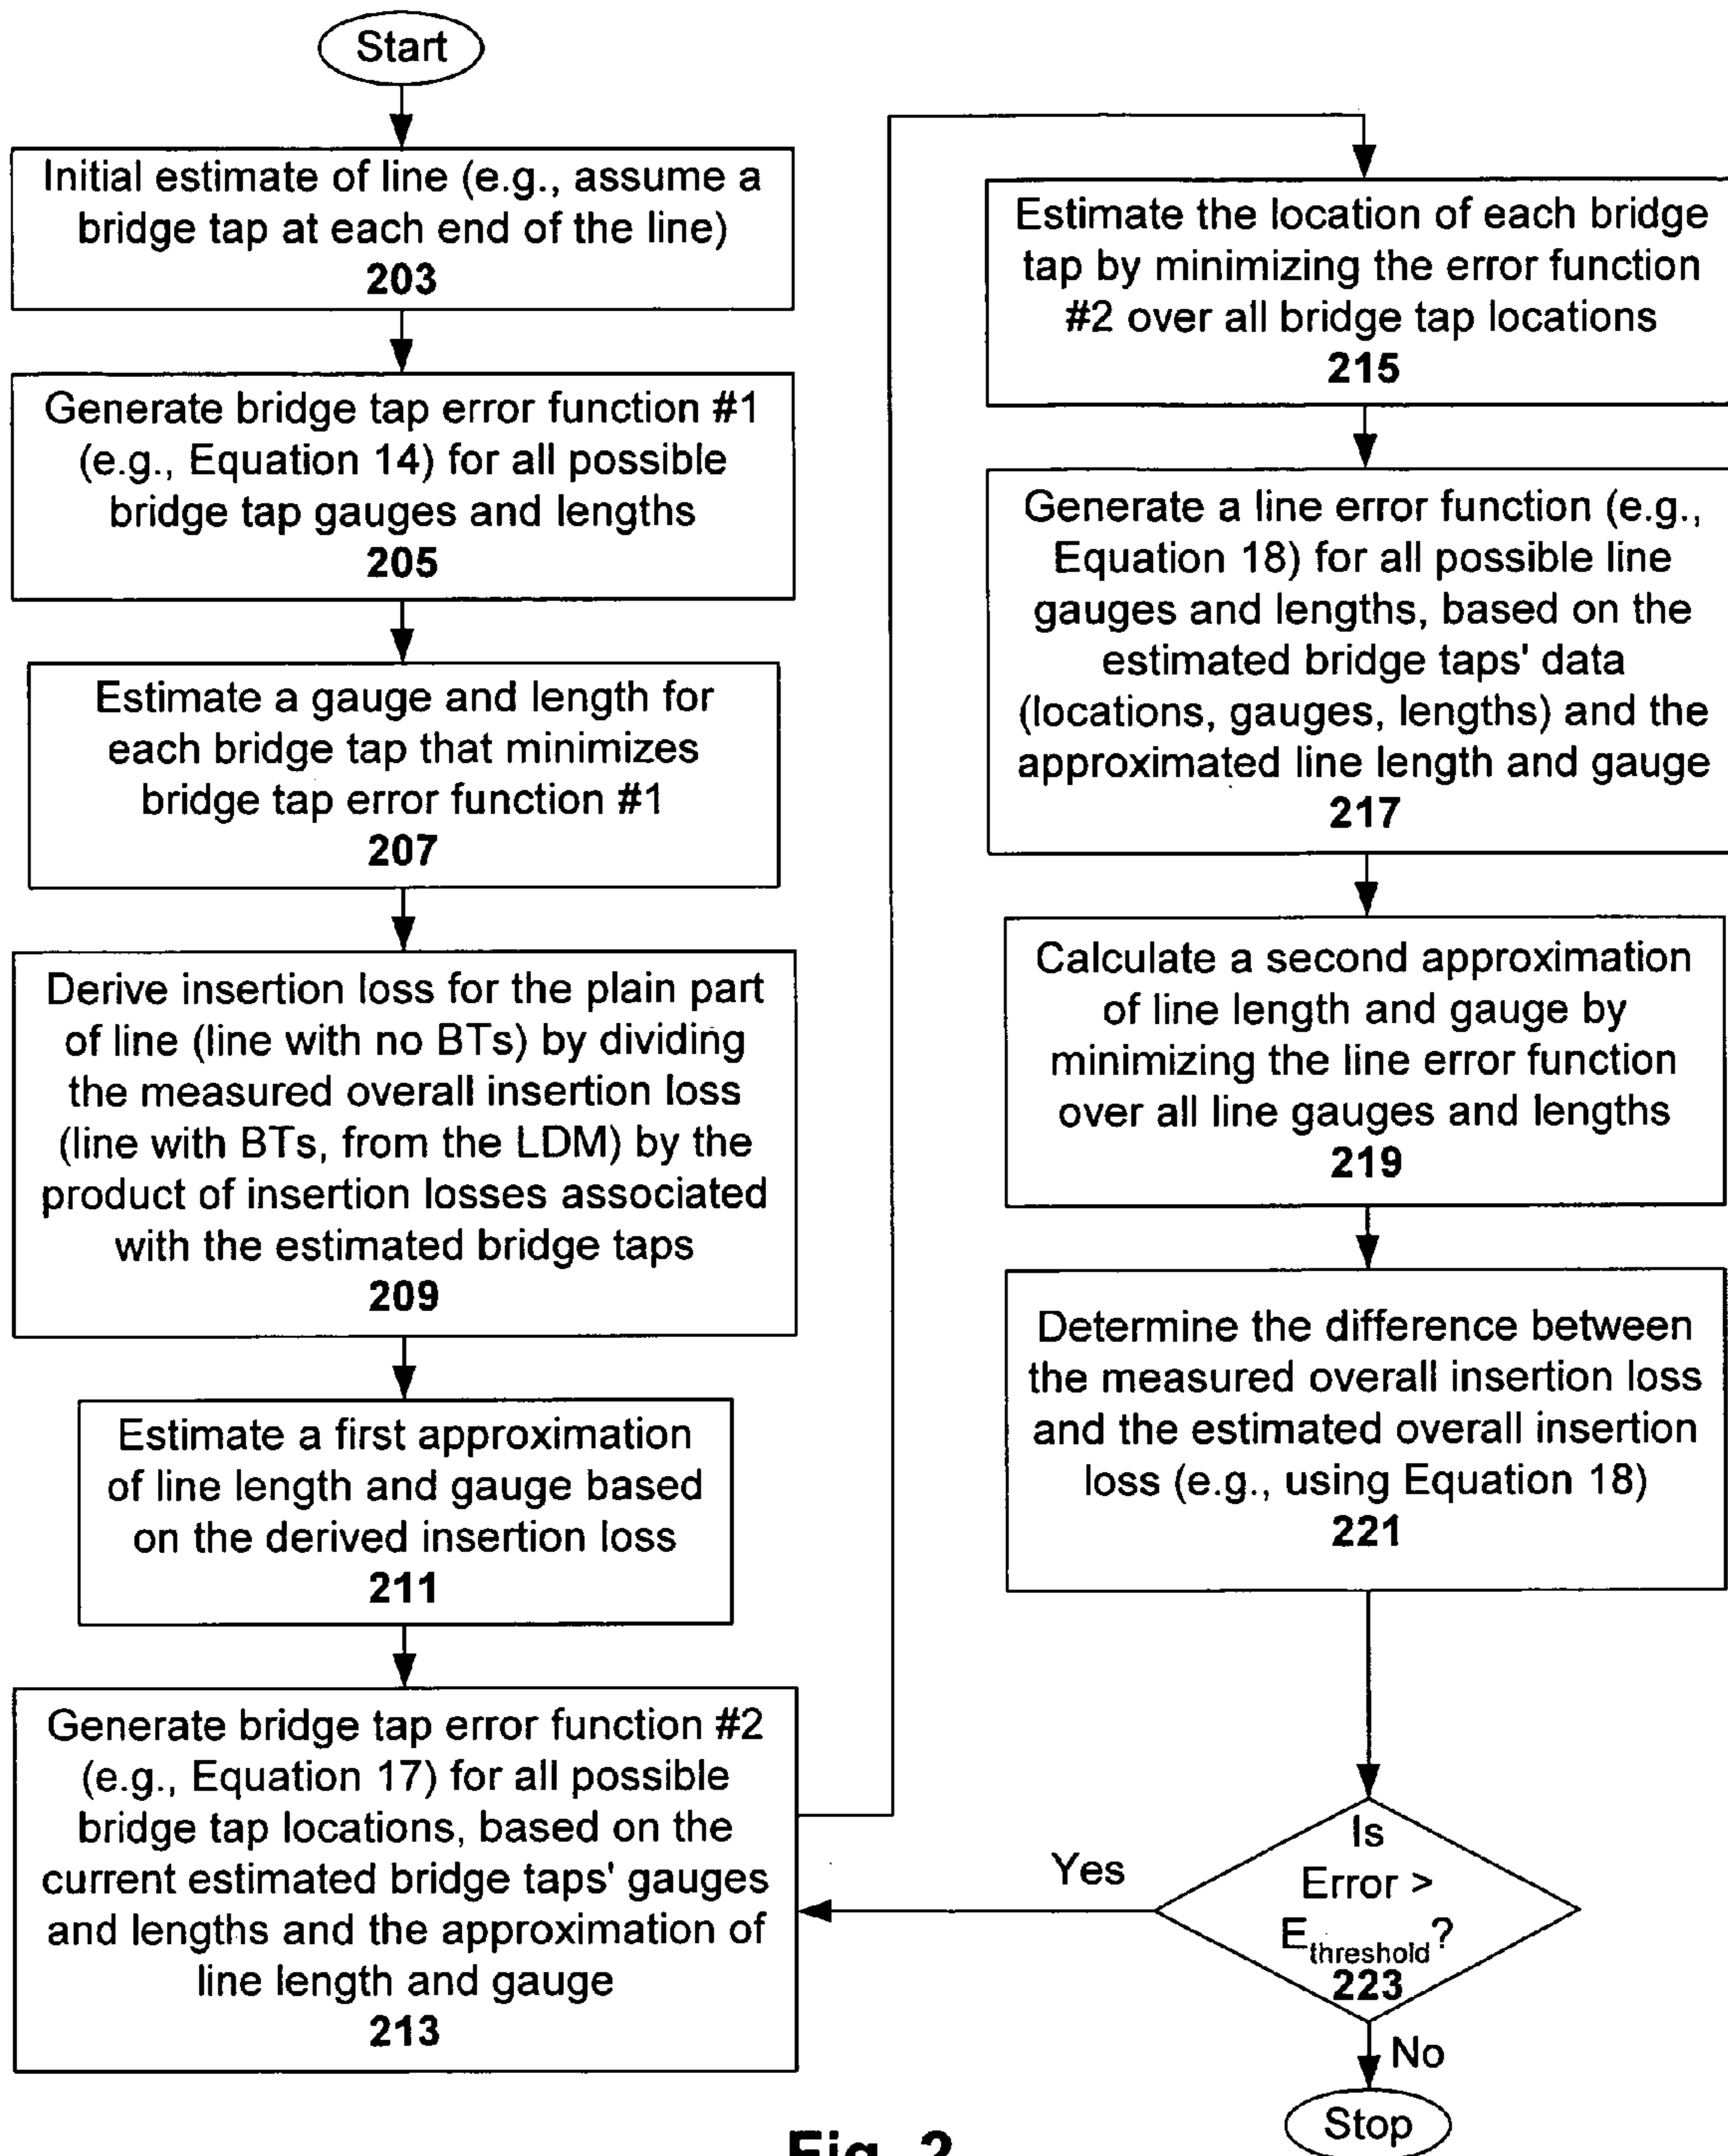 Start
Initial estimate of line (e.g., assume a
bridge tap at each end of the line)
203
Generate bridge tap error function #1
(e.g., Equation 14) for all possible
bridge tap gauges and lengths
205
Estimate a gauge and length for
each bridge tap that minimizes
bridge tap error function #1
207
Derive insertion loss for the plain part
of line (line with no BTs) by dividing
the measured overall insertion loss
(line with BTs, from the LDM) by the
product of insertion losses associated
with the estimated bridge taps
209
Estimate a first approximation
of line length and gauge based
on the derived insertion loss
211
Generate bridge tap error function #2
(e.g., Equation 17) for all possible
bridge tap locations, based on the
current estimated bridge taps' gauges
and lengths and the approximation of
line length and gauge
213
Estimate the location of each bridge
tap by minimizing the error function
#2 over all bridge tap locations
215
Generate a line error function (e.g.,
Equation 18) for all possible line
gauges and lengths, based on the
estimated bridge taps' data
(locations, gauges, lengths) and the
approximated line length and gauge
217
Calculate a second approximation
of line length and gauge by
minimizing the line error function
over all line gauges and lengths
219
Determine the difference between
the measured overall insertion loss
and the estimated overall insertion
loss (e.g., using Equation 18)
221
Is
Error >
Ethreshold?
223
Yes
No
Stop
Fig. 2